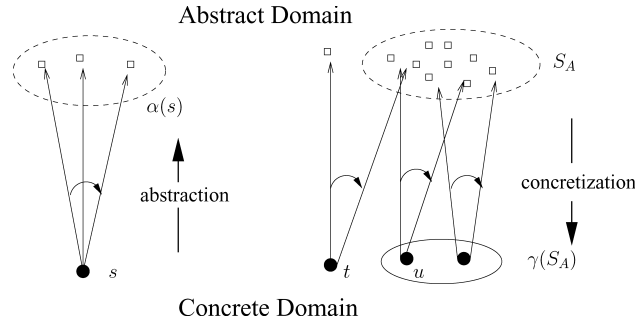 Abstract Domain
S_A
α(s)
abstraction
concretization
s
t
u
γ(S_A)
Concrete Domain